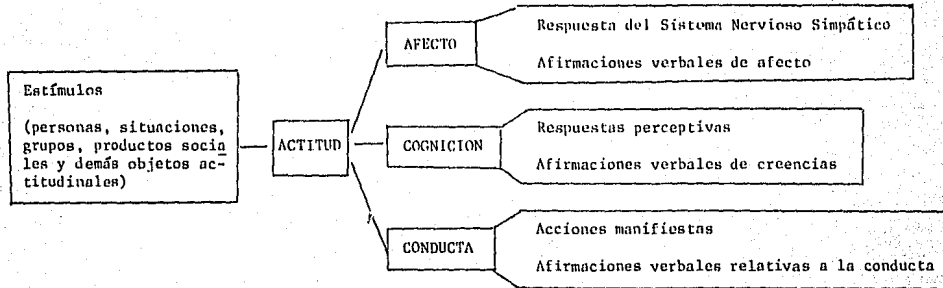 Estímulos
(personas, situaciones,
grupos, productos socia
les y demás objetos ac-
titudinales)
ACTITUD
AFECTO
Respuesta del Sistema Nervioso Simpático
Afirmaciones verbales de afecto
COGNICION
Respuestas perceptivas
Afirmaciones verbales de creencias
CONDUCTA
Acciones manifiestas
Afirmaciones verbales relativas a la conducta